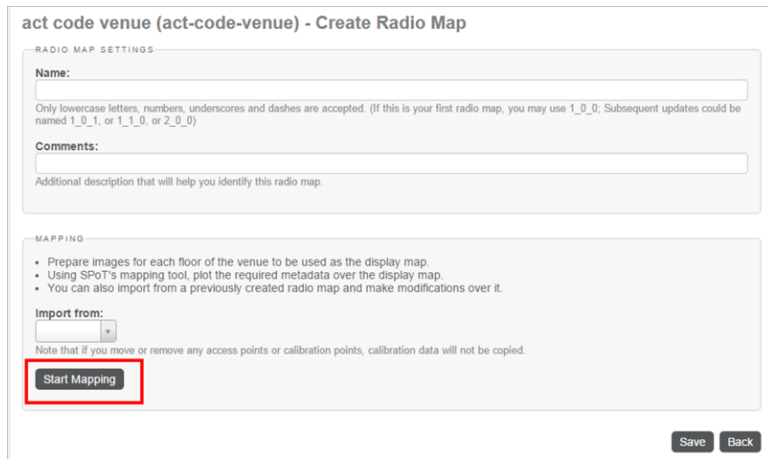 act code venue (act-code-venue) - Create Radio Map
RADIO MAP SETTINGS
Name:
Only lowercase letters, numbers, underscores and dashes are accepted. (If this is your first radio map, you may use 1_0_0; Subsequent updates could be
named 1_0_1, or 1_1_0, or 2_0_0)
Comments:
Additional description that will help you identify this radio map.
MAPPING
• Prepare images for each floor of the venue to be used as the display map.
• Using SPoT's mapping tool, plot the required metadata over the display map.
• You can also import from a previously created radio map and make modifications over it.
Import from:
Note that if you move or remove any access points or calibration points, calibration data will not be copied.
Start Mapping
Save Back